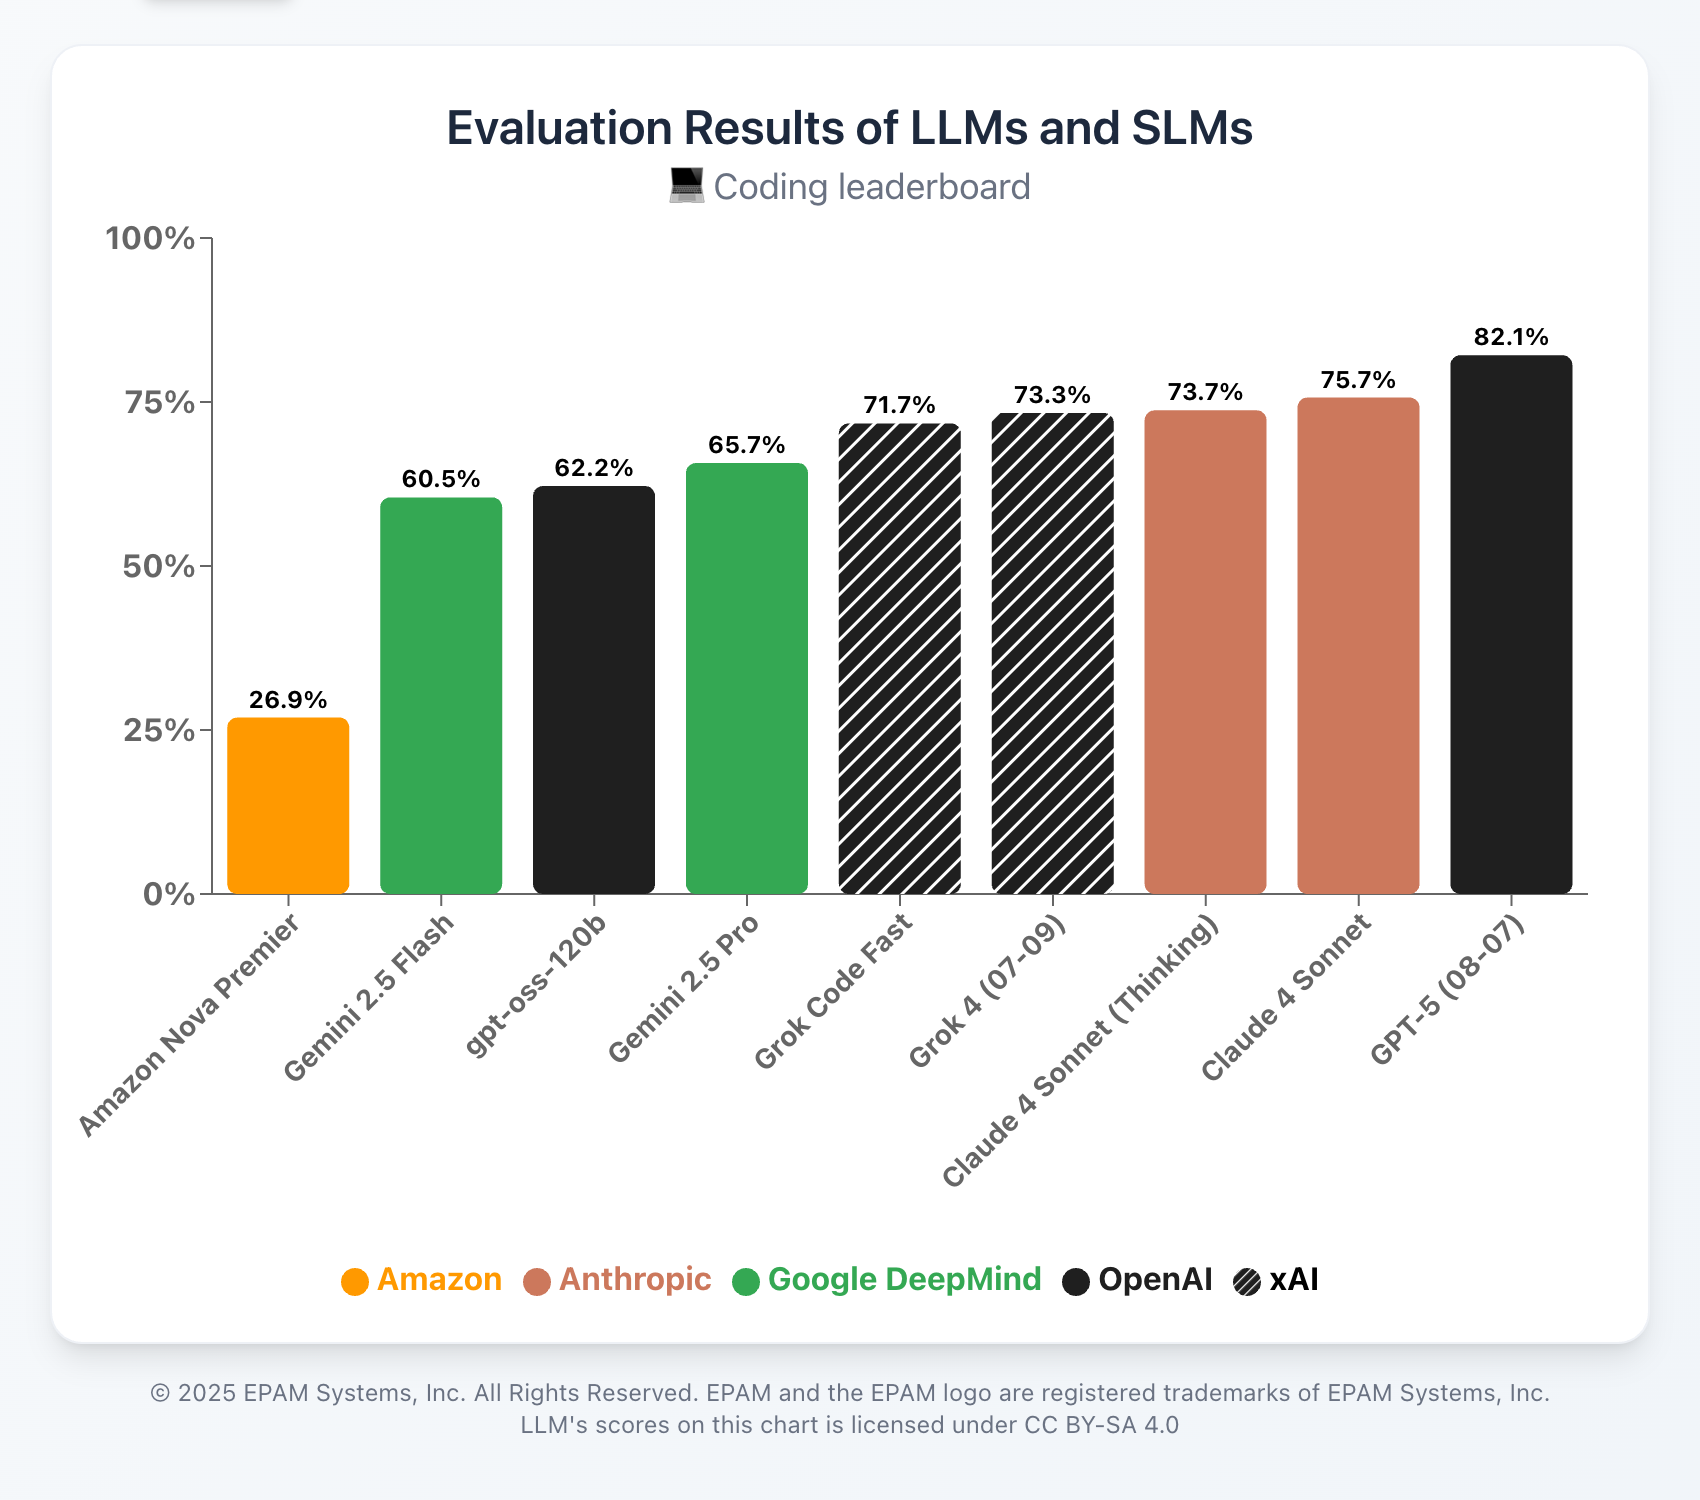 Evaluation Results of LLMs and SLMs
💻 Coding leaderboard
100%
75%
50%
25%
0%
26.9%
60.5%
62.2%
65.7%
71.7%
73.3%
73.7%
75.7%
82.1%
Amazon Nova Premier
Gemini 2.5 Flash
gpt-oss-120b
Gemini 2.5 Pro
Grok Code Fast
Grok 4 (07-09)
Claude 4 Sonnet (Thinking)
Claude 4 Sonnet
GPT-5 (08-07)
Amazon Anthropic Google DeepMind OpenAI xAI
© 2025 EPAM Systems, Inc. All Rights Reserved. EPAM and the EPAM logo are registered trademarks of EPAM Systems, Inc.
LLM's scores on this chart is licensed under CC BY-SA 4.0